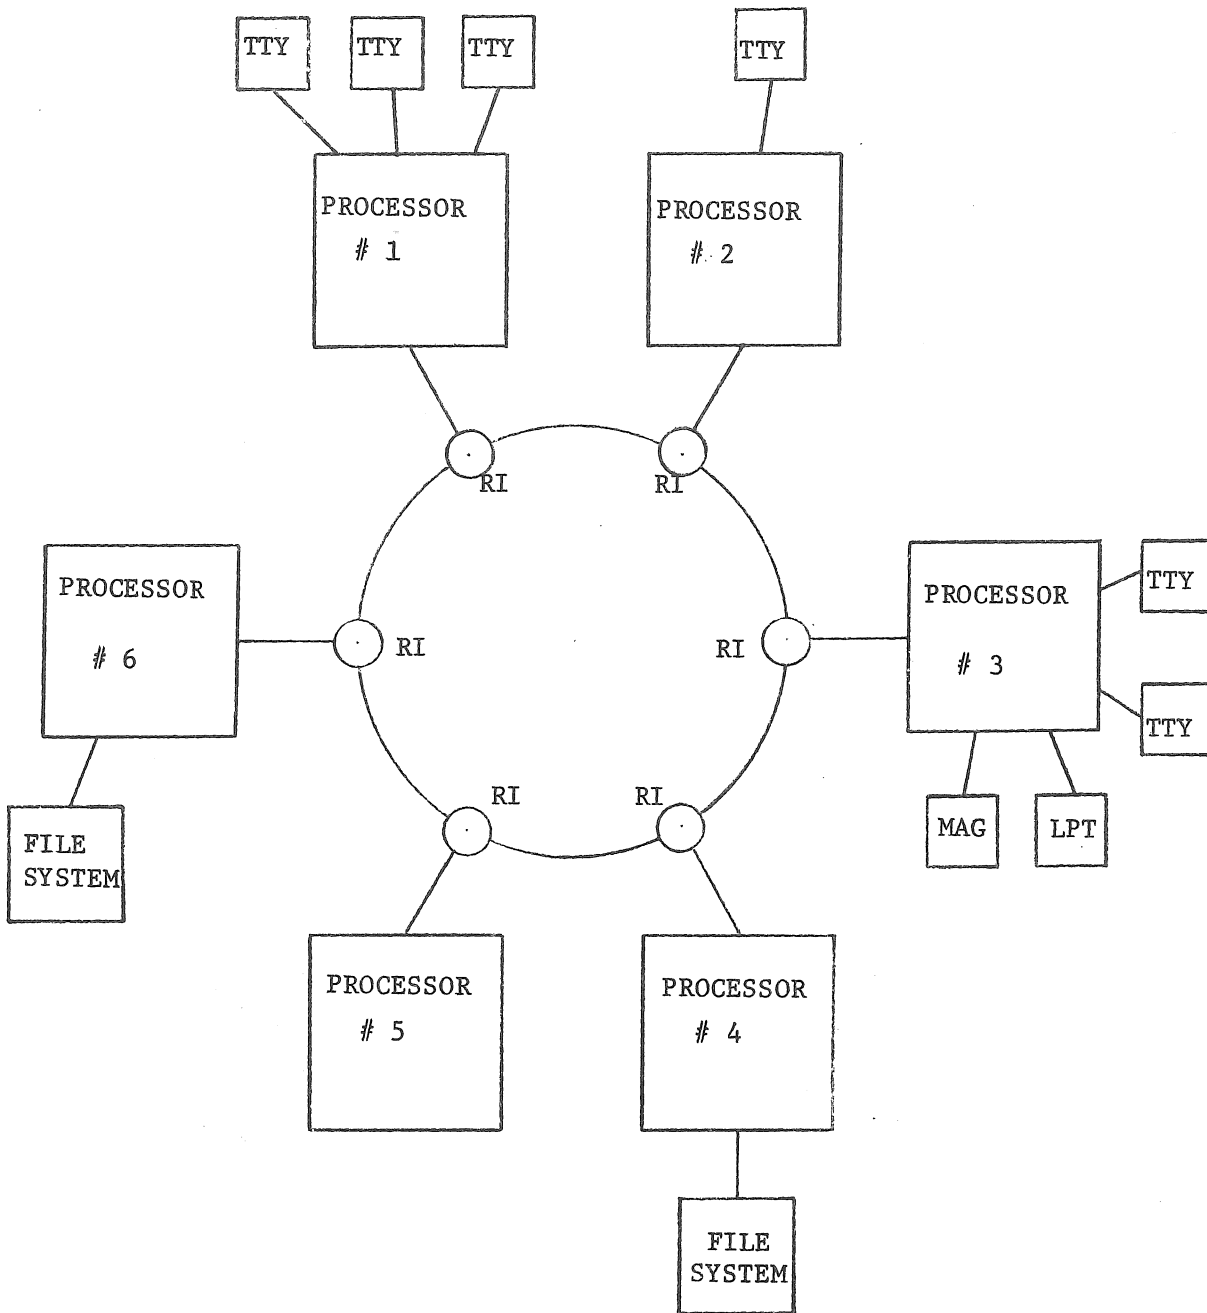 TTY
TTY
TTY
TTY
PROCESSOR
# 1
PROCESSOR
# 2
RI
RI
PROCESSOR
# 6
RI
RI
PROCESSOR
# 3
TTY
TTY
MAG
LPT
FILE
SYSTEM
RI
RI
PROCESSOR
# 5
PROCESSOR
# 4
FILE
SYSTEM